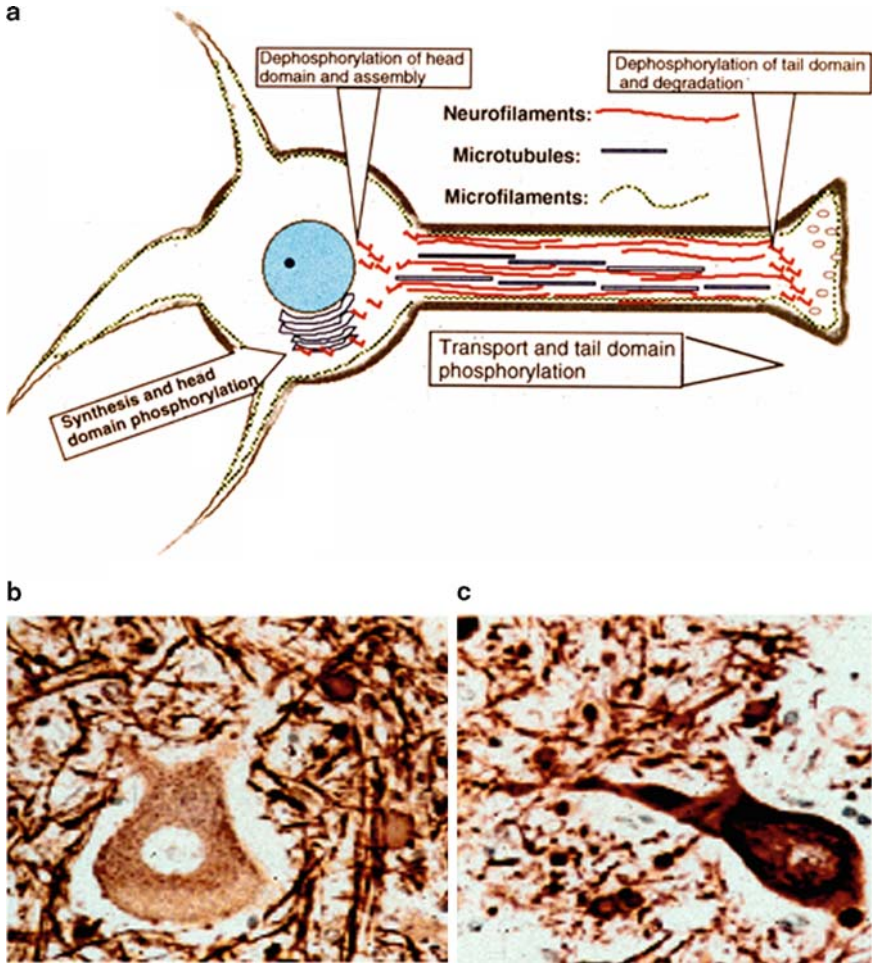 a
Dephosphorylation of head
domain and assembly
Dephosphorylation of tail domain
and degradation
Neurofilaments:
Microtubules:
Microfilaments:
Transport and tail domain
phosphorylation
Synthesis and head
domain phosphorylation
b
c